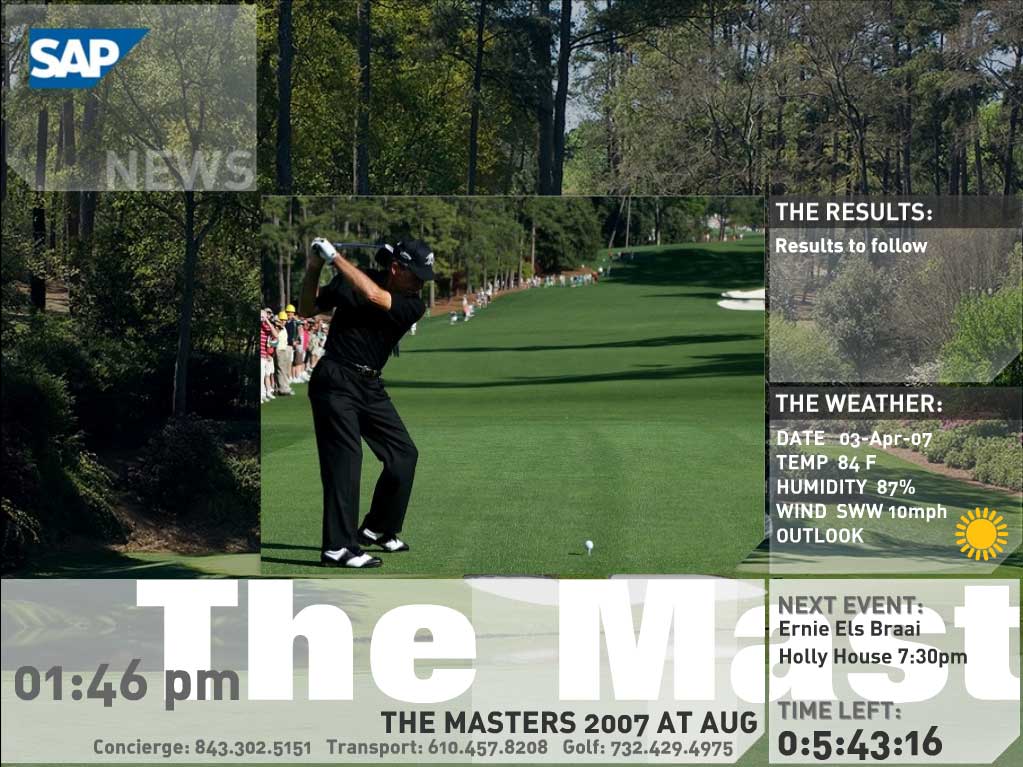 SAP
NEWS
THE RESULTS:
Results to follow
THE WEATHER:
DATE 03-Apr-07
TEMP 84 F
HUMIDITY 87%
WIND SWW 10mph
OUTLOOK
The Mast
01:46 pm
THE MASTERS 2007 AT AUG
Concierge: 843.302.5151 Transport: 610.457.8208 Golf: 732.429.4975
NEXT EVENT:
Ernie Els Braai
Holly House 7:30pm
TIME LEFT:
0:5:43:16